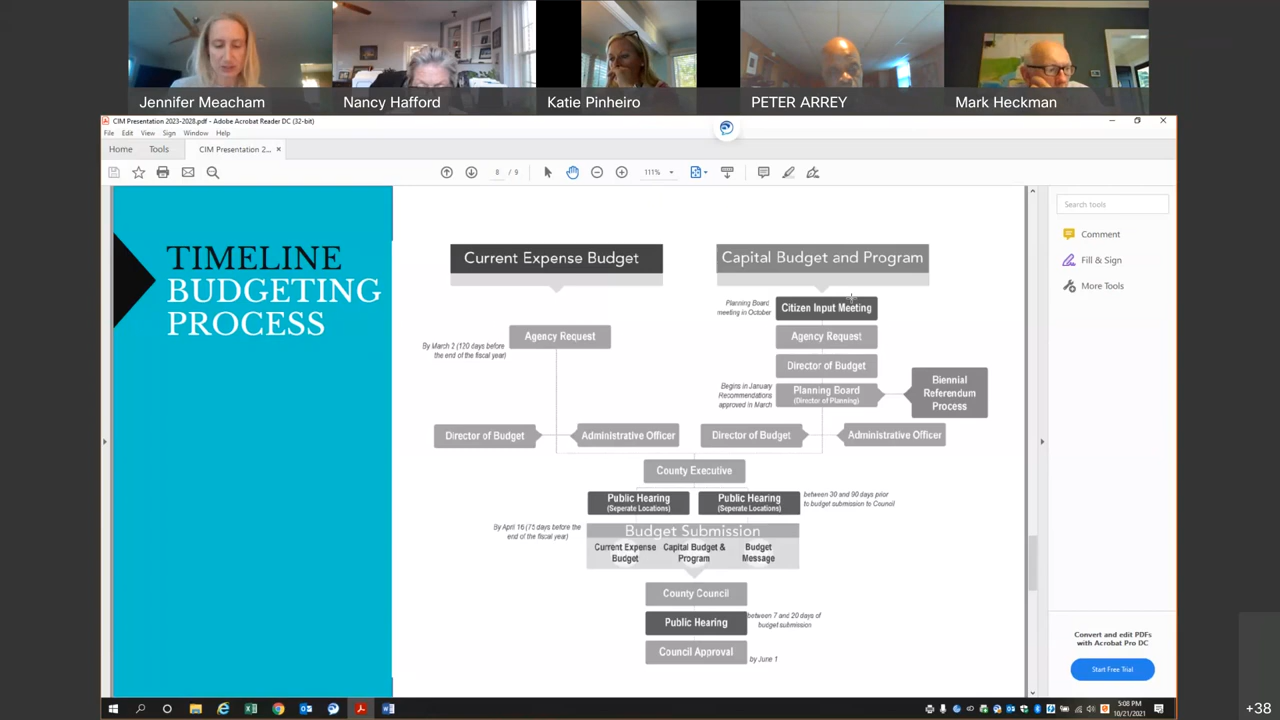 Jennifer Meacham
Nancy Hafford
Katie Pinheiro
PETER ARREY
Mark Heckman
CIM Presentation 2023-2028.pdf - Adobe Acrobat Reader DC (32-bit)
File Edit View Sign Window Help
Home Tools CIM Presentation 2... ×
8 / 9 111%
Search tools
Comment
Fill & Sign
More Tools
TIMELINE
BUDGETING
PROCESS
Current Expense Budget
Capital Budget and Program
Planning Board
meeting in October
Citizen Input Meeting
Agency Request
By March 2 (120 days before
the end of the fiscal year)
Agency Request
Director of Budget
Begins in January
Recommendations
approved in March
Planning Board
(Director of Planning)
Biennial
Referendum
Process
Director of Budget
Administrative Officer
Director of Budget
Administrative Officer
County Executive
Public Hearing
(Seperate Locations)
Public Hearing
(Seperate Locations)
between 30 and 90 days prior
to budget submission to Council
By April 16 (75 days before the
end of the fiscal year)
Budget Submission
Current Expense
Budget
Capital Budget &
Program
Budget
Message
County Council
Public Hearing
between 7 and 20 days of
budget submission
Council Approval
by June 1
Convert and edit PDFs
with Acrobat Pro DC
Start Free Trial
5:08 PM
10/21/2021
+38